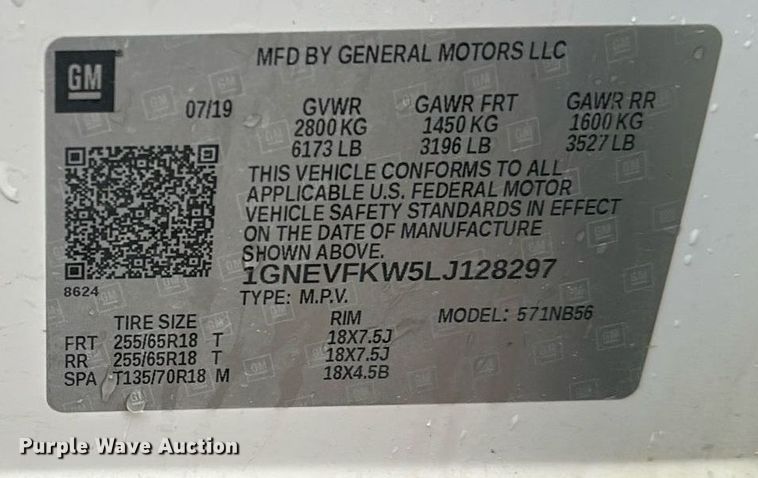 GM
MFD BY GENERAL MOTORS LLC
07/19 GVWR GAWR FRT GAWR RR
2800 KG 1450 KG 1600 KG
6173 LB 3196 LB 3527 LB
THIS VEHICLE CONFORMS TO ALL
APPLICABLE U.S. FEDERAL MOTOR
VEHICLE SAFETY STANDARDS IN EFFECT
ON THE DATE OF MANUFACTURE
SHOWN ABOVE.
8624
1GNEVFKW5LJ128297
TYPE: M.P.V.
TIRE SIZE RIM MODEL: 571NB56
FRT 255/65R18 T 18X7.5J
RR 255/65R18 T 18X7.5J
SPA T135/70R18 M 18X4.5B
Purple Wave Auction